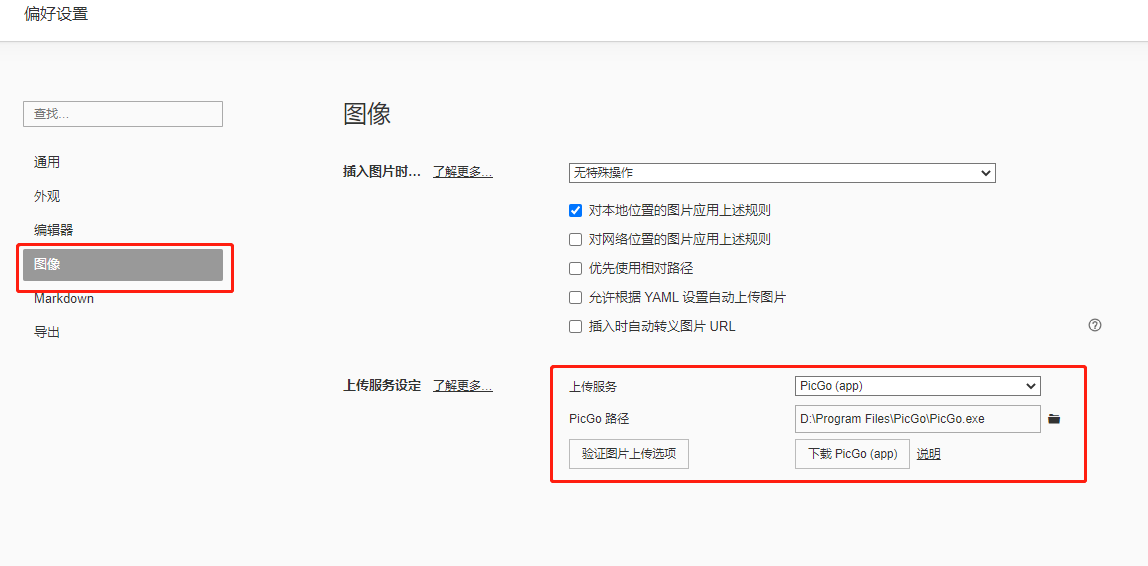 偏好设置
查找...
通用
外观
编辑器
图像
Markdown
导出
图像
插入图片时... 了解更多... 无特殊操作
对本地位置的图片应用上述规则
对网络位置的图片应用上述规则
优先使用相对路径
允许根据 YAML 设置自动上传图片
插入时自动转义图片 URL
上传服务设定 了解更多... 上传服务 PicGo (app)
PicGo 路径 D:\Program Files\PicGo\PicGo.exe
验证图片上传选项 下载 PicGo (app) 说明